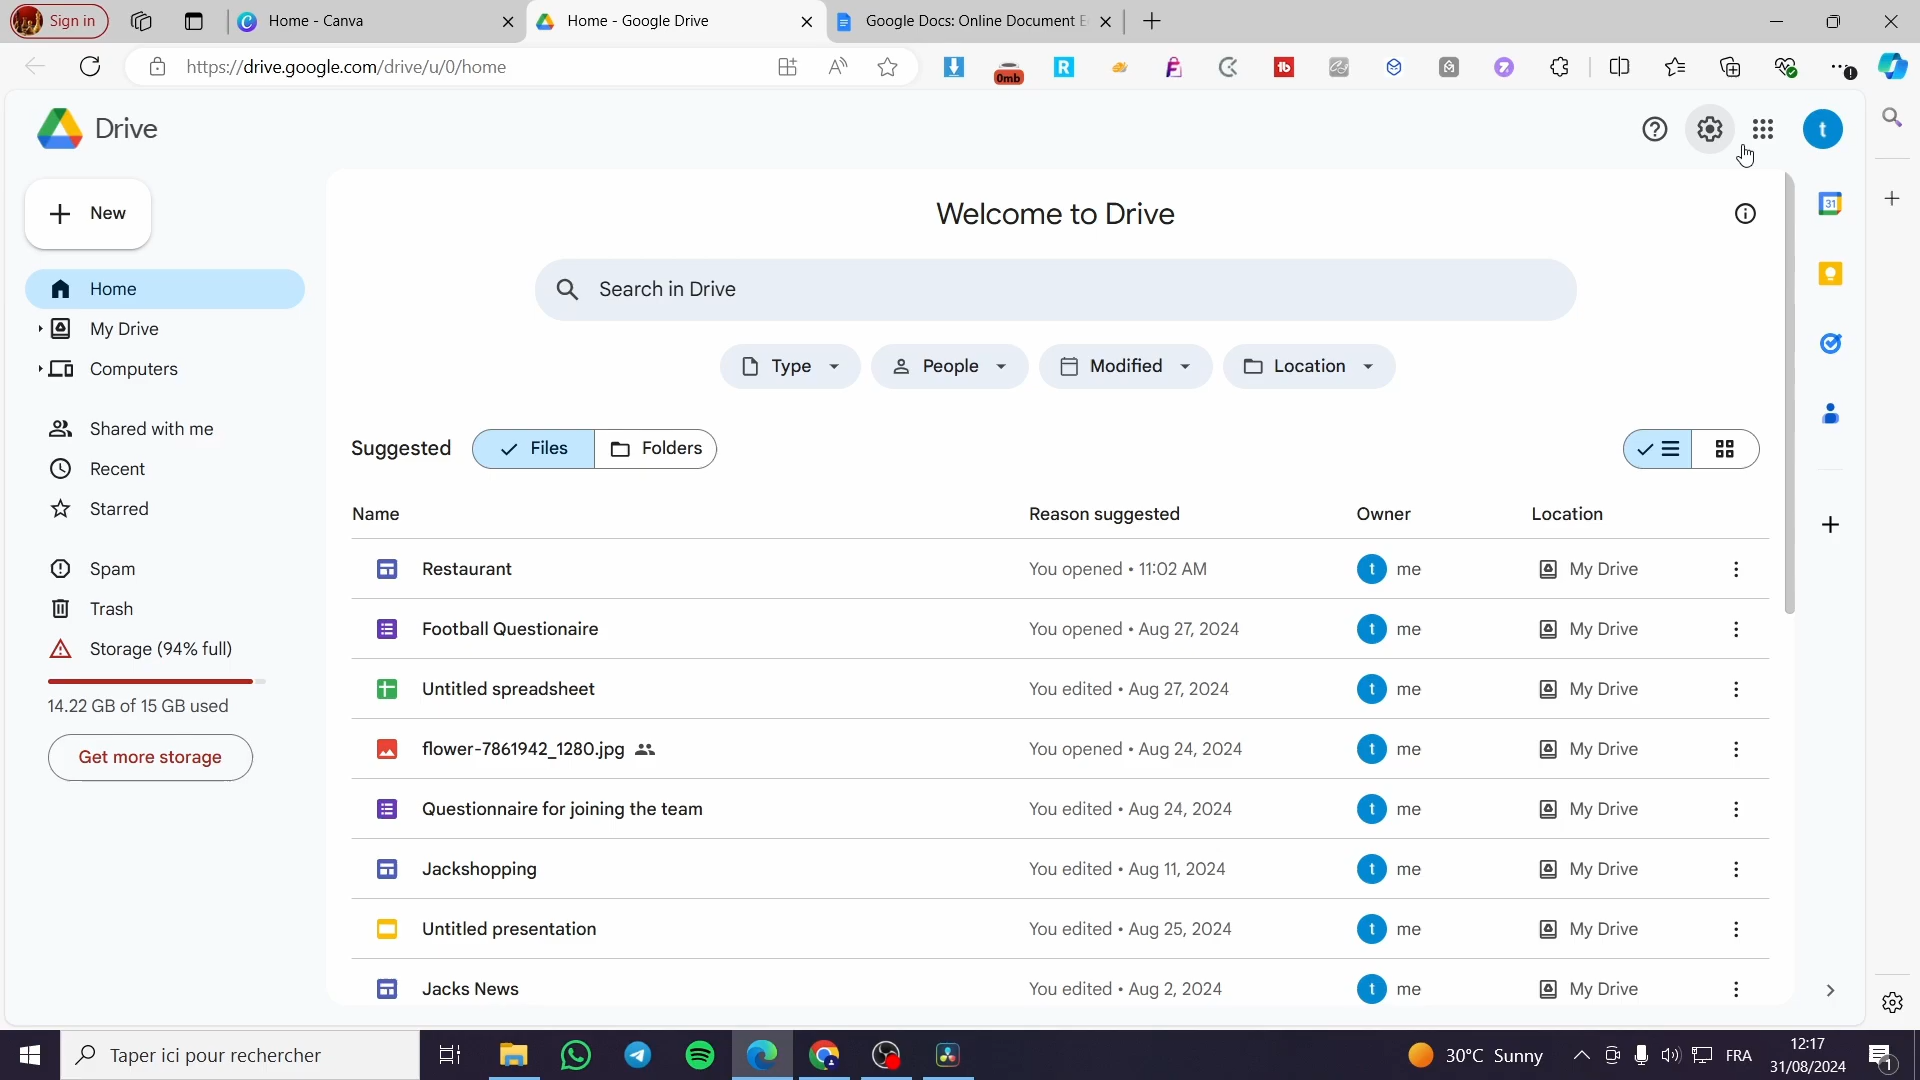 Sign in
Home - Canva
Home - Google Drive
Google Docs: Online Document E
https://drive.google.com/drive/u/0/home
0mb
Drive
t
New
Welcome to Drive
31
Home
Search in Drive
My Drive
Computers
Type
People
Modified
Location
Shared with me
Suggested
Files
Folders
Recent
Starred
Name
Reason suggested
Owner
Location
Spam
Restaurant
You opened • 11:02 AM
t me
My Drive
Trash
Football Questionaire
You opened • Aug 27, 2024
t me
My Drive
Storage (94% full)
Untitled spreadsheet
You edited • Aug 27, 2024
t me
My Drive
14.22 GB of 15 GB used
Get more storage
flower-7861942_1280.jpg
You opened • Aug 24, 2024
t me
My Drive
Questionnaire for joining the team
You edited • Aug 24, 2024
t me
My Drive
Jackshopping
You edited • Aug 11, 2024
t me
My Drive
Untitled presentation
You edited • Aug 25, 2024
t me
My Drive
Jacks News
You edited • Aug 2, 2024
t me
My Drive
Taper ici pour rechercher
30°C Sunny
FRA
12:17
31/08/2024
1